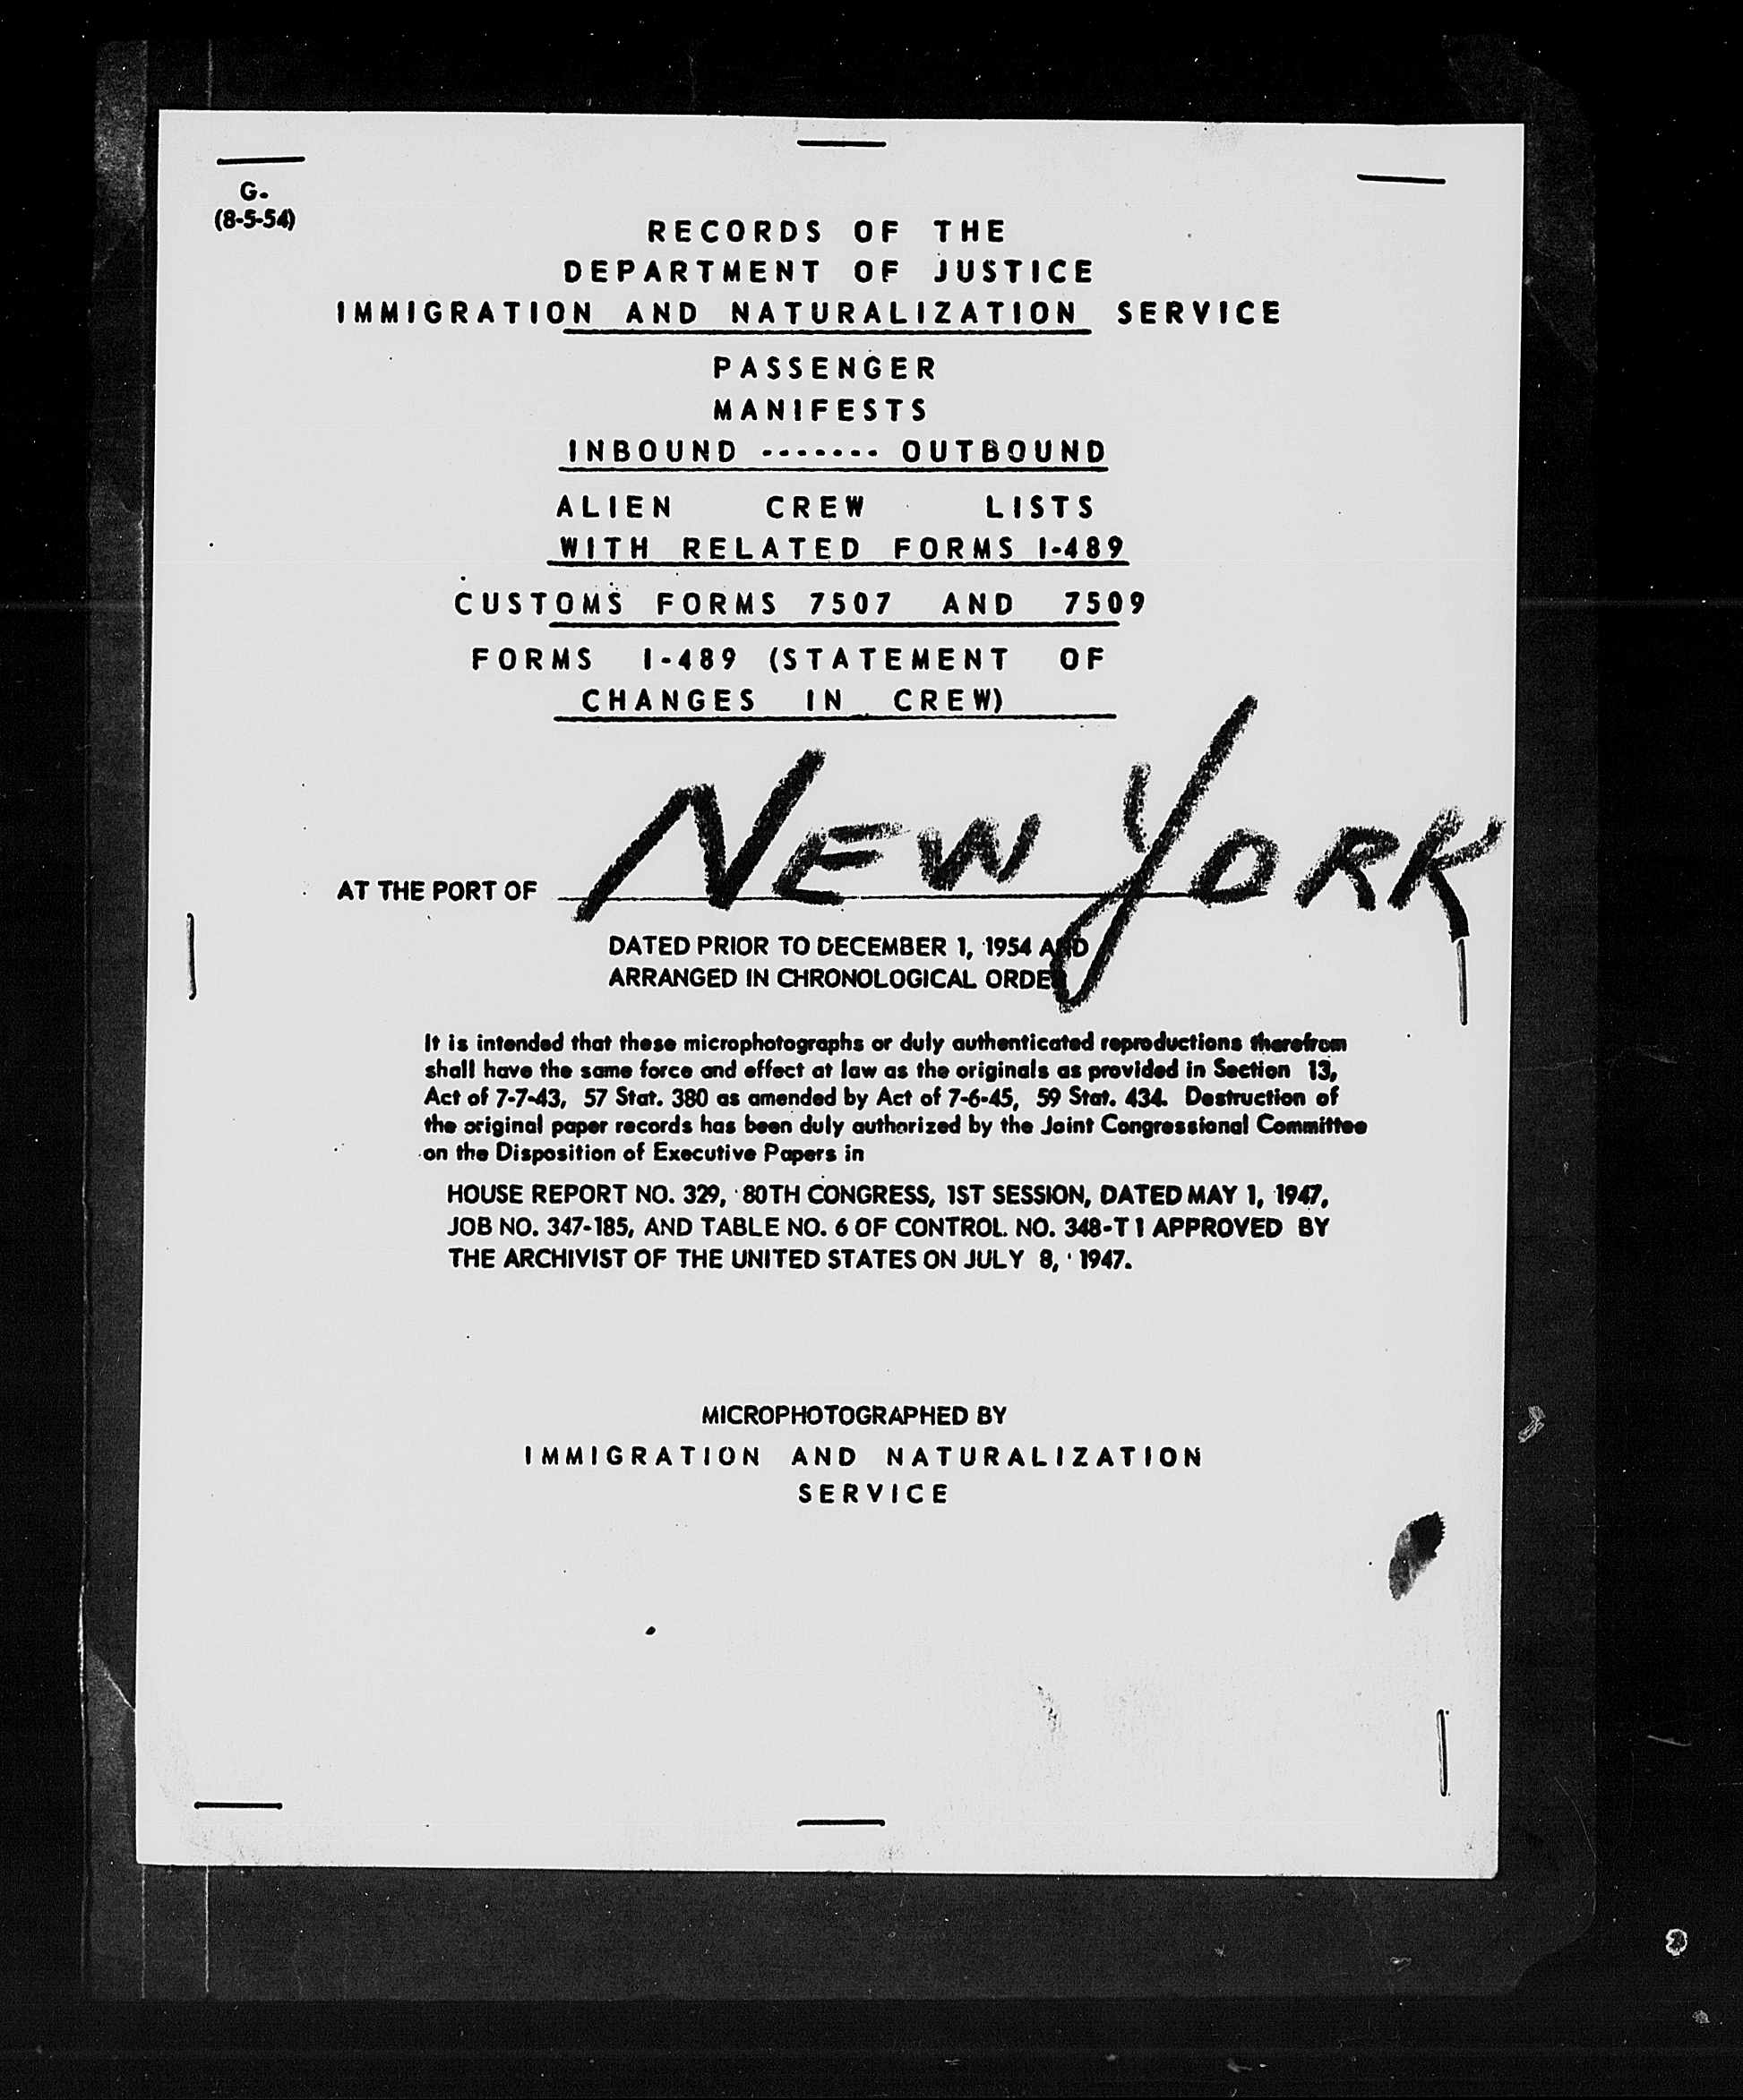 G.
(8-5-54)
RECORDS OF THE
DEPARTMENT OF JUSTICE
IMMIGRATION AND NATURALIZATION SERVICE
PASSENGER
MANIFESTS
INBOUND ------- OUTBOUND
ALIEN CREW LISTS
WITH RELATED FORMS I-489
CUSTOMS FORMS 7507 AND 7509
FORMS I-489 (STATEMENT OF
CHANGES IN CREW)
AT THE PORT OF NEW YORK
DATED PRIOR TO DECEMBER 1, 1954 AND
ARRANGED IN CHRONOLOGICAL ORDER
It is intended that these microphotographs or duly authenticated reproductions therefrom
shall have the same force and effect at law as the originals as provided in Section 13,
Act of 7-7-43, 57 Stat. 380 as amended by Act of 7-6-45, 59 Stat. 434. Destruction of
the original paper records has been duly authorized by the Joint Congressional Committee
on the Disposition of Executive Papers in
HOUSE REPORT NO. 329, 80TH CONGRESS, 1ST SESSION, DATED MAY 1, 1947,
JOB NO. 347-185, AND TABLE NO. 6 OF CONTROL NO. 348-T1 APPROVED BY
THE ARCHIVIST OF THE UNITED STATES ON JULY 8, 1947.
MICROPHOTOGRAPHED BY
IMMIGRATION AND NATURALIZATION
SERVICE